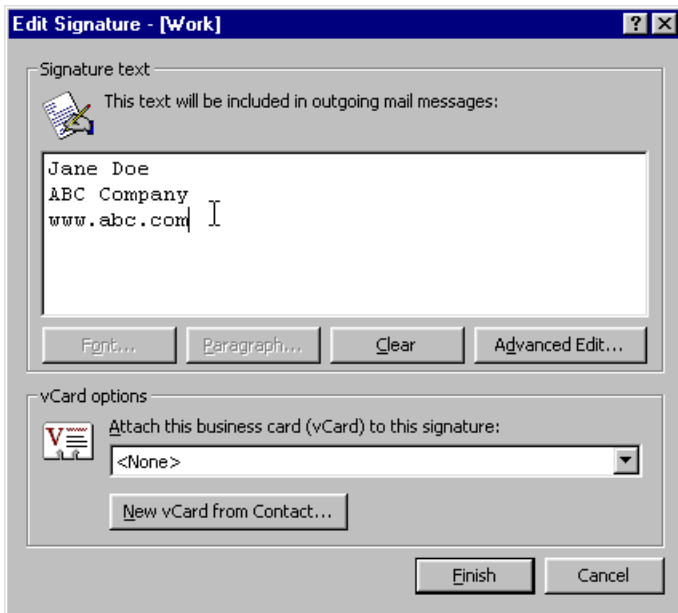 Edit Signature - [Work]
Signature text
This text will be included in outgoing mail messages:
Jane Doe
ABC Company
www.abc.com
Font... Paragraph... Clear Advanced Edit...
vCard options
Attach this business card (vCard) to this signature:
<None>
New vCard from Contact...
Finish Cancel